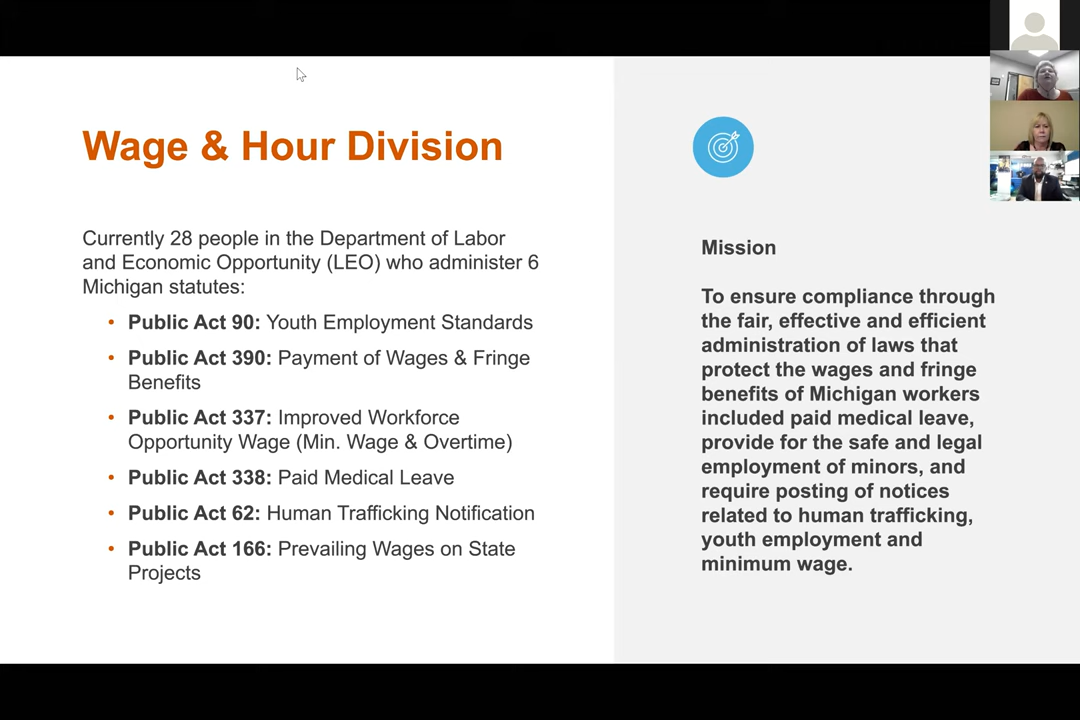 Wage & Hour Division
Currently 28 people in the Department of Labor
and Economic Opportunity (LEO) who administer 6
Michigan statutes:
• Public Act 90: Youth Employment Standards
• Public Act 390: Payment of Wages & Fringe
Benefits
• Public Act 337: Improved Workforce
Opportunity Wage (Min. Wage & Overtime)
• Public Act 338: Paid Medical Leave
• Public Act 62: Human Trafficking Notification
• Public Act 166: Prevailing Wages on State
Projects
Mission
To ensure compliance through
the fair, effective and efficient
administration of laws that
protect the wages and fringe
benefits of Michigan workers
included paid medical leave,
provide for the safe and legal
employment of minors, and
require posting of notices
related to human trafficking,
youth employment and
minimum wage.